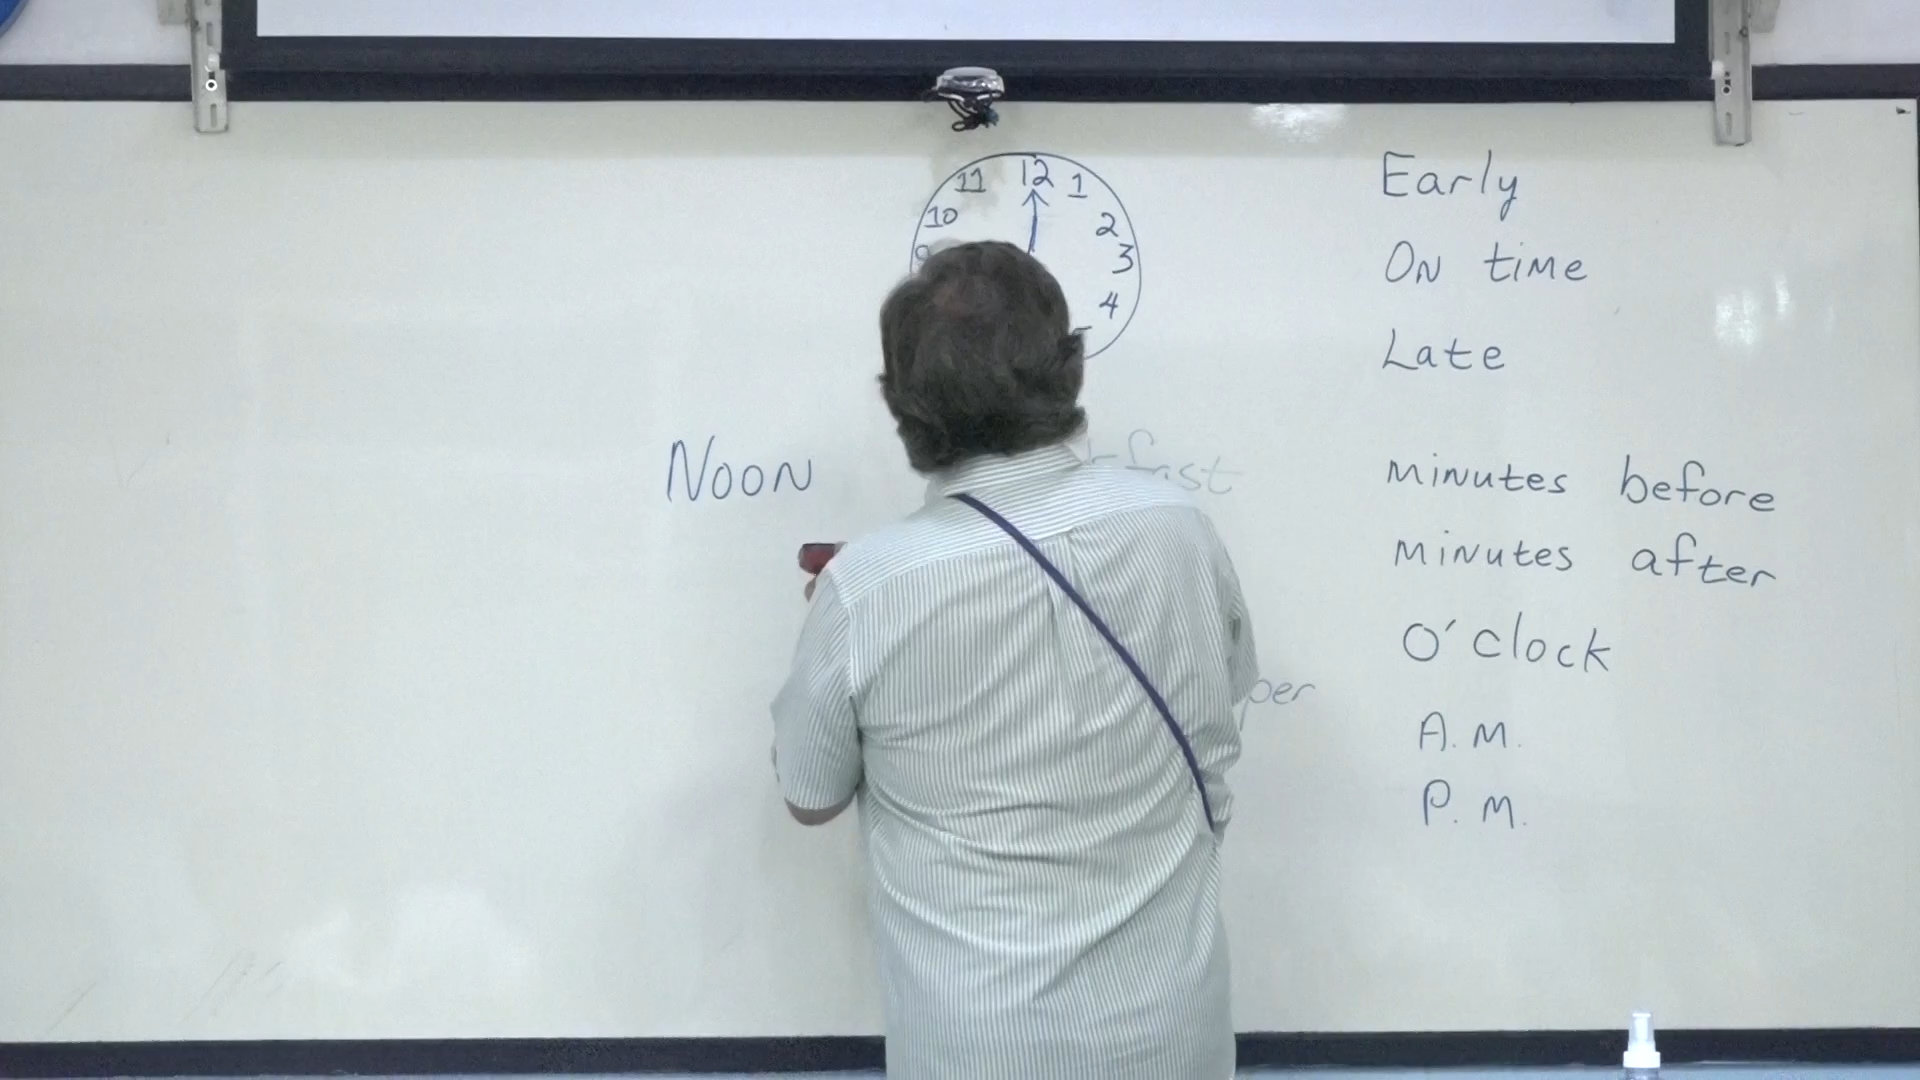 12
11 1
10 2
3
4
Early
On time
Late
Noon
minutes before
minutes after
O'clock
A.M.
P.M.